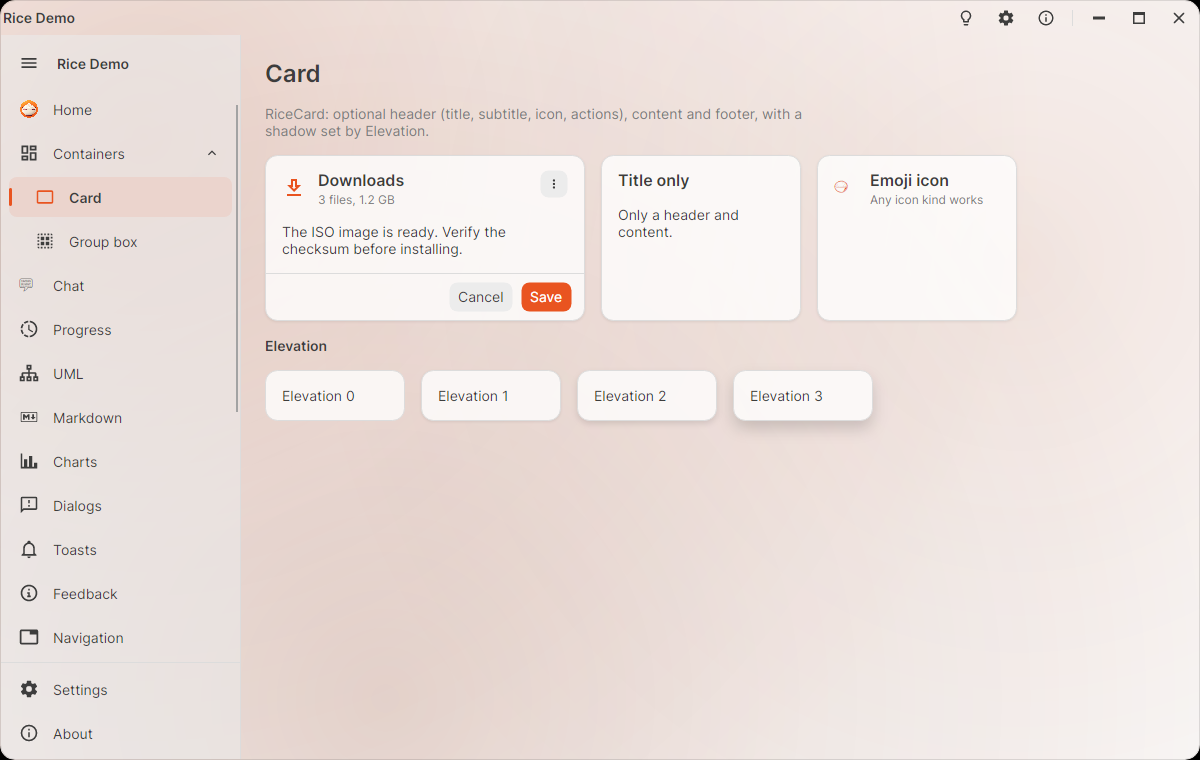 Rice Demo
Rice Demo
Home
Containers
Card
Group box
Chat
Progress
UML
Markdown
Charts
Dialogs
Toasts
Feedback
Navigation
Settings
About
Card
RiceCard: optional header (title, subtitle, icon, actions), content and footer, with a
shadow set by Elevation.
Downloads
3 files, 1.2 GB
The ISO image is ready. Verify the
checksum before installing.
Cancel
Save
Title only
Only a header and
content.
Emoji icon
Any icon kind works
Elevation
Elevation 0
Elevation 1
Elevation 2
Elevation 3